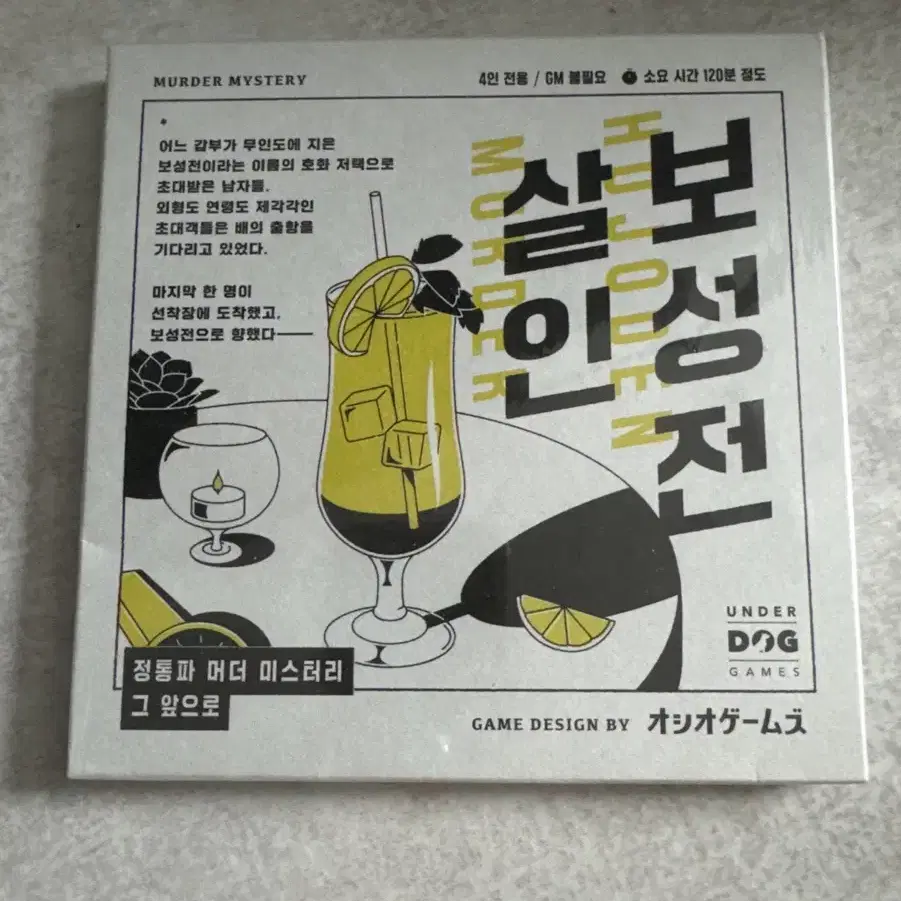 MURDER MYSTERY
4인 전용 / GM 불필요 소요 시간 120분 정도
어느 갑부가 무인도에 지은
보성전이라는 이름의 호화 저택으로
초대받은 남자들.
외형도 연령도 제각각인
초대객들은 배의 출항을
기다리고 있었다.
마지막 한 명이
선착장에 도착했고,
보성전으로 향했다──
보성전
살인
HOJODEN
MURDER
정통파 머더 미스터리
그 앞으로
UNDER
DOG
GAMES
GAME DESIGN BY オシオゲームズ